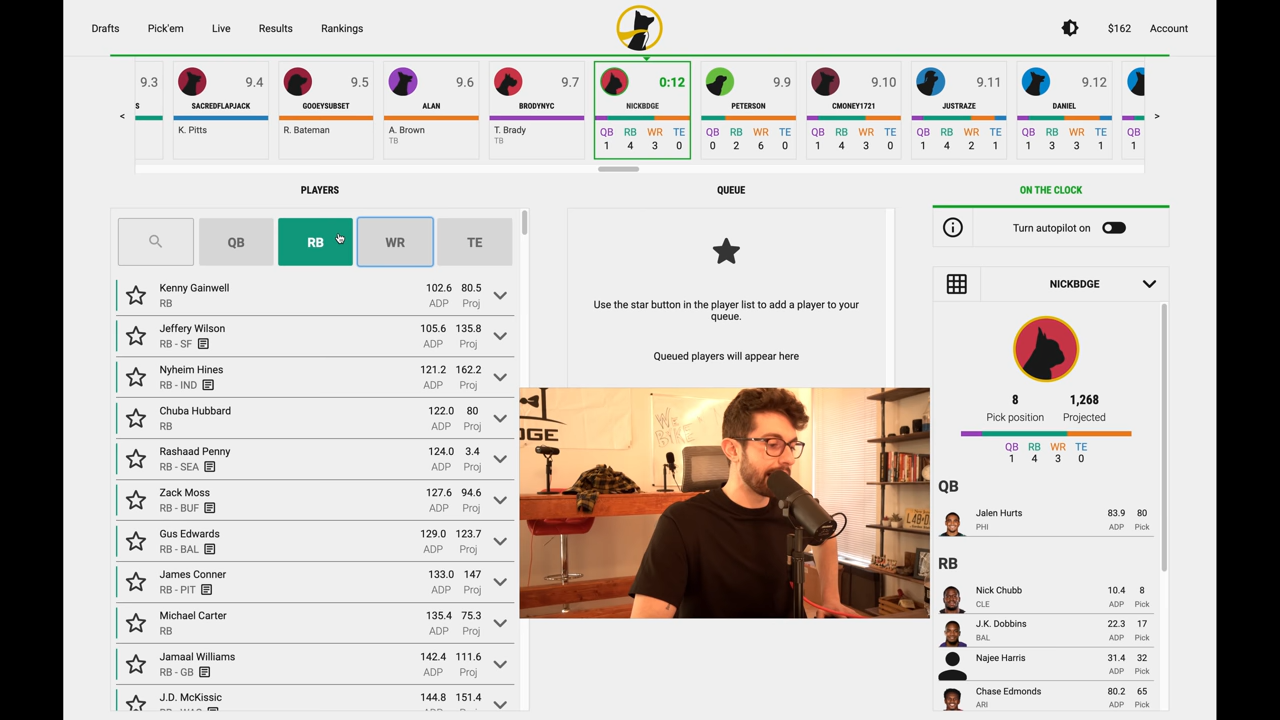 Drafts Pick'em Live Results Rankings $162 Account
9.3 9.4 9.5 9.6 9.7 0:12 9.9 9.10 9.11 9.12
S SACREDFLAPJACK GOOEYSUBSET ALAN BRODYNYC NICKBDGE PETERSON CMONEY1721 JUSTRAZE DANIEL
< K. Pitts R. Bateman A. Brown T. Brady QB RB WR TE QB RB WR TE QB RB WR TE QB RB WR TE QB RB WR TE QB >
TB TB 1 4 3 0 0 2 6 0 1 4 3 0 1 4 2 1 1 3 3 1 1
PLAYERS
QB RB WR TE
Kenny Gainwell 102.6 80.5
RB ADP Proj
Jeffery Wilson 105.6 135.8
RB - SF ADP Proj
Nyheim Hines 121.2 162.2
RB - IND ADP Proj
Chuba Hubbard 122.0 80
RB ADP Proj
Rashaad Penny 124.0 3.4
RB - SEA ADP Proj
Zack Moss 127.6 94.6
RB - BUF ADP Proj
Gus Edwards 129.0 123.7
RB - BAL ADP Proj
James Conner 133.0 147
RB - PIT ADP Proj
Michael Carter 135.4 75.3
RB ADP Proj
Jamaal Williams 142.4 111.6
RB - GB ADP Proj
J.D. McKissic 144.8 151.4
QUEUE
Use the star button in the player list to add a player to your
queue.
Queued players will appear here
ON THE CLOCK
Turn autopilot on
NICKBDGE
8 1,268
Pick position Projected
QB RB WR TE
1 4 3 0
QB
Jalen Hurts 83.9 80
PHI ADP Pick
RB
Nick Chubb 10.4 8
CLE ADP Pick
J.K. Dobbins 22.3 17
BAL ADP Pick
Najee Harris 31.4 32
ADP Pick
Chase Edmonds 80.2 65
ARI ADP Pick